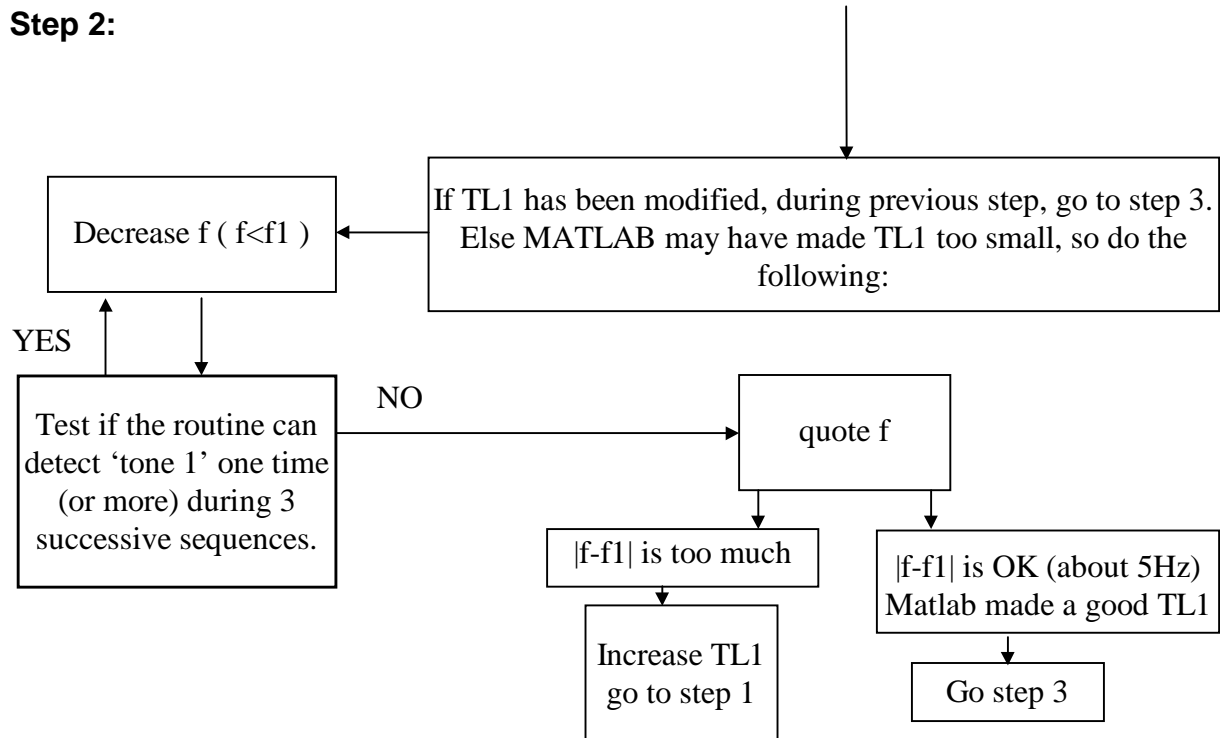 Step 2:
If TL1 has been modified, during previous step, go to step 3.
Else MATLAB may have made TL1 too small, so do the
following:
Decrease f ( f<f1 )
YES
Test if the routine can
detect ‘tone 1’ one time
(or more) during 3
successive sequences.
NO
quote f
|f-f1| is too much
Increase TL1
go to step 1
|f-f1| is OK (about 5Hz)
Matlab made a good TL1
Go step 3